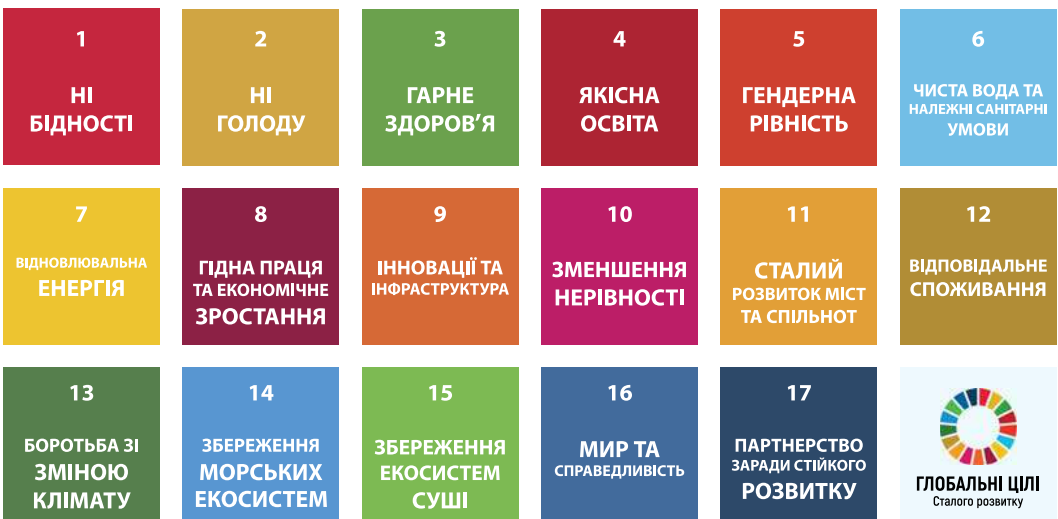 1
НІ
БІДНОСТІ
2
НІ
ГОЛОДУ
3
ГАРНЕ
ЗДОРОВ'Я
4
ЯКІСНА
ОСВІТА
5
ГЕНДЕРНА
РІВНІСТЬ
6
ЧИСТА ВОДА ТА
НАЛЕЖНІ САНІТАРНІ
УМОВИ
7
ВІДНОВЛЮВАЛЬНА
ЕНЕРГІЯ
8
ГІДНА ПРАЦЯ
ТА ЕКОНОМІЧНЕ
ЗРОСТАННЯ
9
ІННОВАЦІЇ ТА
ІНФРАСТРУКТУРА
10
ЗМЕНШЕННЯ
НЕРІВНОСТІ
11
СТАЛИЙ
РОЗВИТОК МІСТ
ТА СПІЛЬНОТ
12
ВІДПОВІДАЛЬНЕ
СПОЖИВАННЯ
13
БОРОТЬБА ЗІ
ЗМІНОЮ
КЛІМАТУ
14
ЗБЕРЕЖЕННЯ
МОРСЬКИХ
ЕКОСИСТЕМ
15
ЗБЕРЕЖЕННЯ
ЕКОСИСТЕМ
СУШІ
16
МИР ТА
СПРАВЕДЛИВІСТЬ
17
ПАРТНЕРСТВО
ЗАРАДИ СТІЙКОГО
РОЗВИТКУ
ГЛОБАЛЬНІ ЦІЛІ
Сталого розвитку